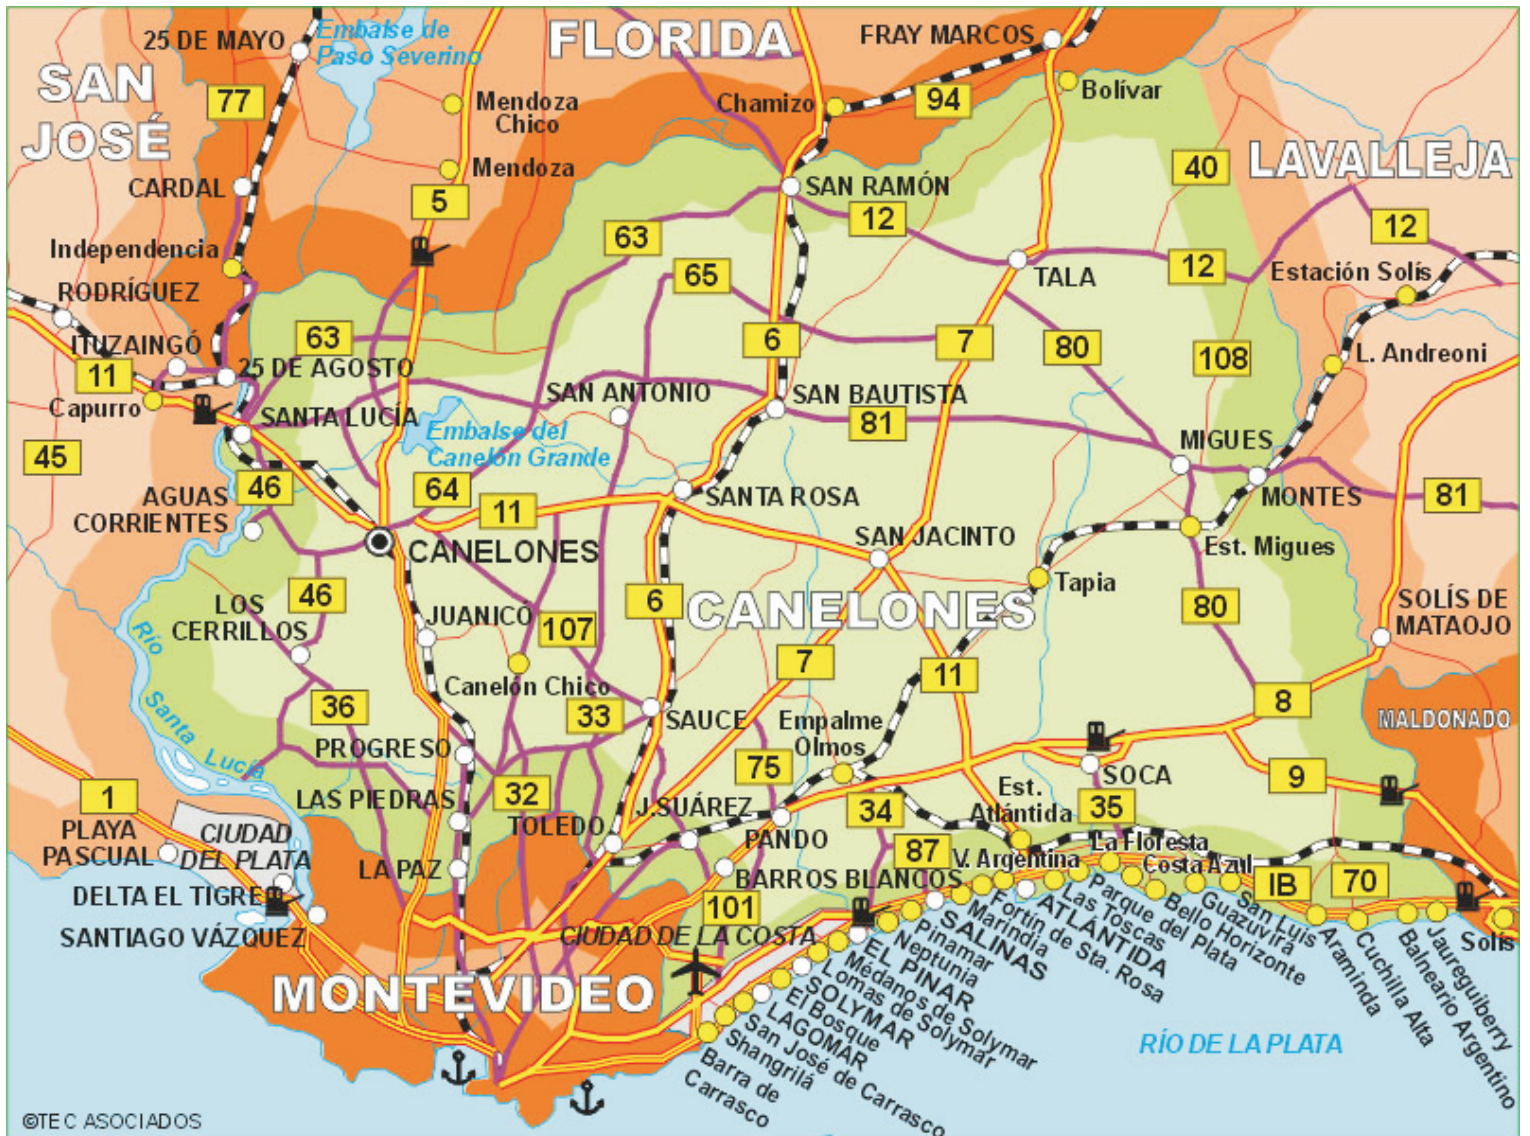 25 DE MAYO
Embalse de
Paso Severino
FLORIDA
FRAY MARCOS
SAN
JOSÉ
77
Mendoza
Chico
Chamizo
94
Bolívar
Mendoza
CARDAL
5
SAN RAMÓN
40
LAVALLEJA
12
63
12
Independencia
65
TALA
12
Estación Solís
RODRÍGUEZ
63
6
7
80
108
ITUZAINGÓ
25 DE AGOSTO
L. Andreoni
11
Capurro
SAN ANTONIO
SAN BAUTISTA
SANTA LUCÍA
81
Embalse del
Canelón Grande
MIGUES
45
46
64
AGUAS
CORRIENTES
11
SANTA ROSA
MONTES
81
CANELONES
SAN JACINTO
Est. Migues
Tapia
46
LOS
CERRILLOS
JUANICÓ
107
6
CANELONES
80
SOLÍS DE
MATAOJO
Río
Santa
Lucía
7
11
Canelón Chico
36
33
SAUCE
Empalme
Olmos
8
MALDONADO
PROGRESO
75
SOCA
9
1
LAS PIEDRAS
32
J.SUÁREZ
34
Est.
Atlántida
35
PLAYA
PASCUAL
CIUDAD
DEL PLATA
TOLEDO
PANDO
87
La Floresta
V. Argentina
Costa Azul
LA PAZ
BARROS BLANCOS
IB
70
DELTA EL TIGRE
101
SANTIAGO VÁZQUEZ
CIUDAD DE LA COSTA
MONTEVIDEO
Barra de
Carrasco
Shangrilá
San José de Carrasco
LAGOMAR
El Bosque
SOLYMAR
Lomas de Solymar
Médanos de Solymar
EL PINAR
Neptunia
Pinamar
SALINAS
Marindia
Fortín de Sta. Rosa
ATLÁNTIDA
Las Toscas
Parque del Plata
Bello Horizonte
Guazuvirá
San Luis
Araminda
Cuchilla Alta
Balneario Argentino
Jaureguiberry
Solís
RÍO DE LA PLATA
©TEC ASOCIADOS